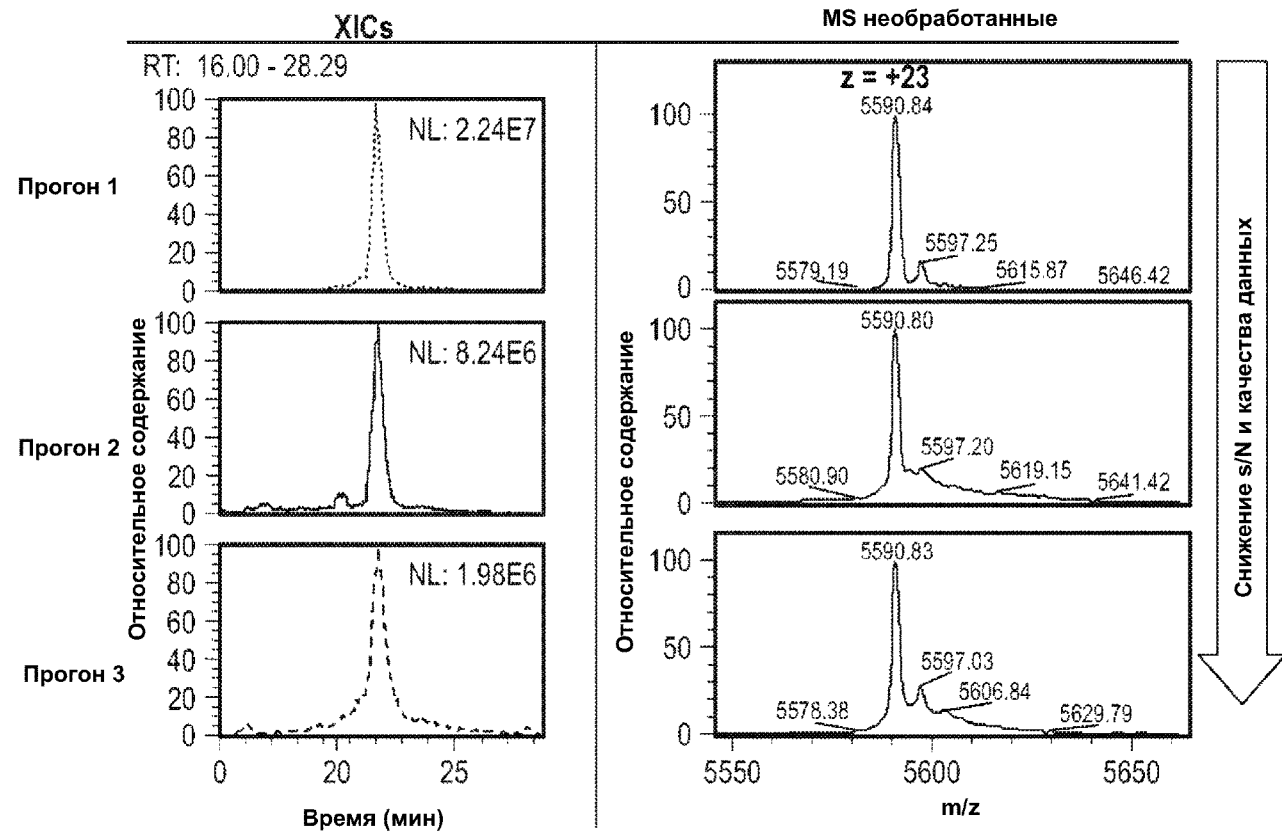 XICs
MS необработанные
RT: 16.00 - 28.29
Прогон 1
100
80
60
40
20
0
NL: 2.24E7
z = +23
5590.84
100
50
0
5579.19
5597.25
5615.87
5646.42
Прогон 2
100
80
60
40
20
0
NL: 8.24E6
5590.80
100
50
0
5580.90
5597.20
5619.15
5641.42
Прогон 3
100
80
60
40
20
0
NL: 1.98E6
5590.83
100
50
0
5578.38
5597.03
5606.84
5629.79
Относительное содержание
Относительное содержание
Снижение s/N и качества данных
0 20 25
Время (мин)
5550 5600 5650
m/z